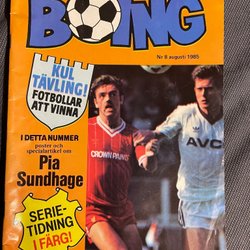 BOING
Nr 8 augusti 1985
KUL
TÄVLING!
FOTBOLLAR
ATT VINNA
I DETTA NUMMER
poster och
specialartikel om
Pia
Sundhage
SERIE-
TIDNING
I FÄRG!
CROWN PAINTS
AVCO